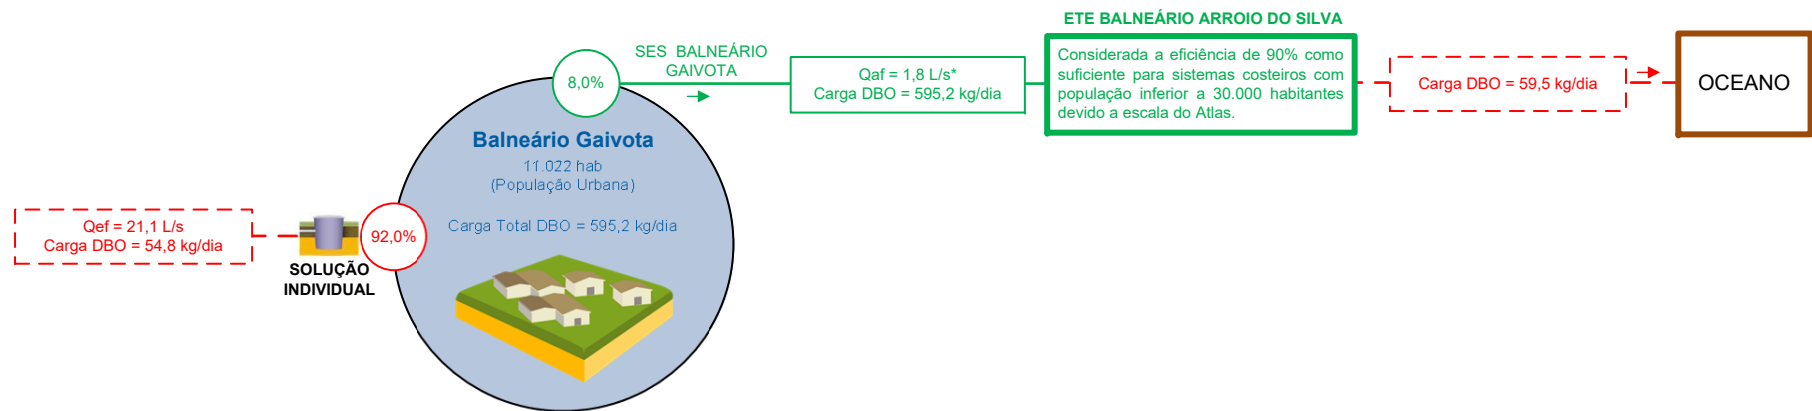 ETE BALNEÁRIO ARROIO DO SILVA
8,0%
SES BALNEÁRIO
GAIVOTA
Qaf = 1,8 L/s*
Carga DBO = 595,2 kg/dia
Considerada a eficiência de 90% como
suficiente para sistemas costeiros com
população inferior a 30.000 habitantes
devido a escala do Atlas.
Carga DBO = 59,5 kg/dia
OCEANO
Balneário Gaivota
11.022 hab
(População Urbana)
Carga Total DBO = 595,2 kg/dia
Qef = 21,1 L/s
Carga DBO = 54,8 kg/dia
92,0%
SOLUÇÃO
INDIVIDUAL